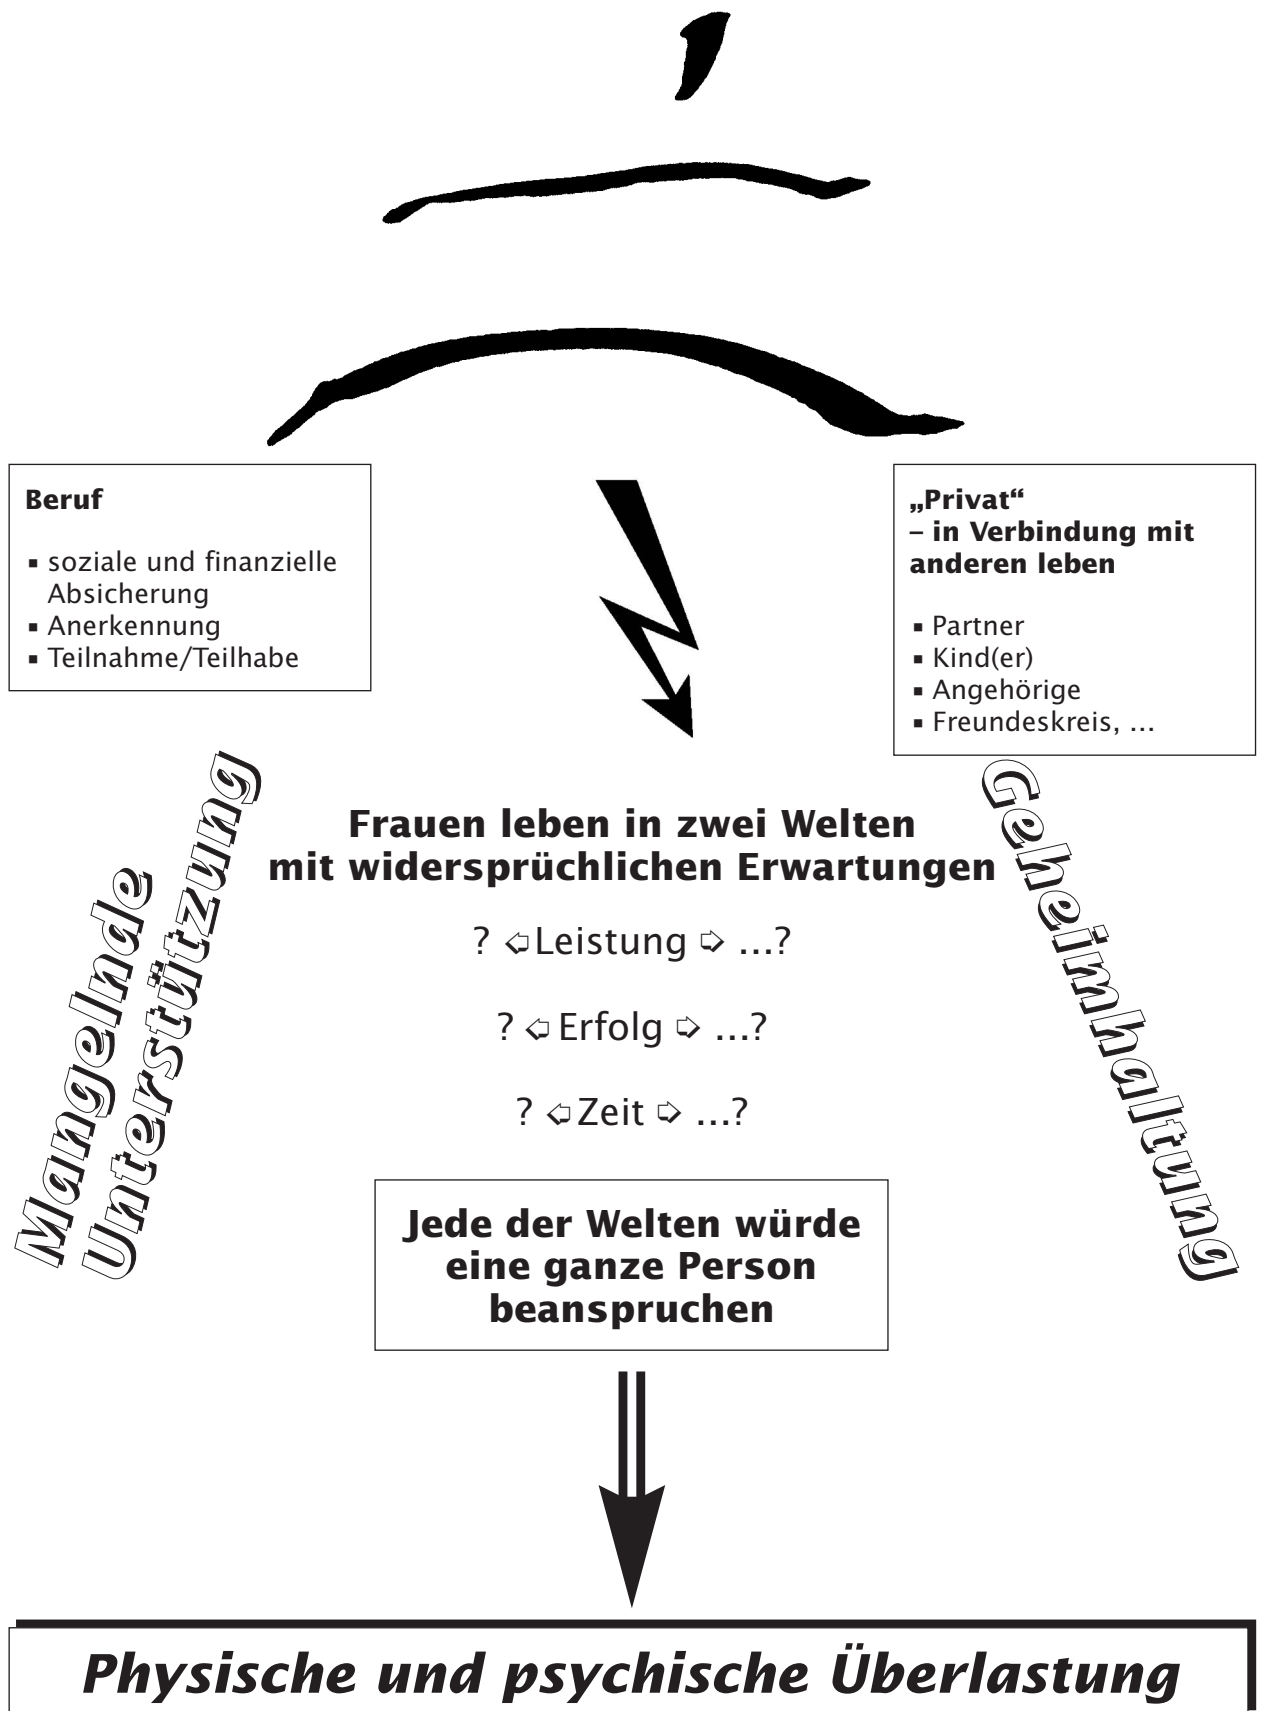 Beruf
▪ soziale und finanzielle
Absicherung
▪ Anerkennung
▪ Teilnahme/Teilhabe
„Privat“
– in Verbindung mit
anderen leben
▪ Partner
▪ Kind(er)
▪ Angehörige
▪ Freundeskreis, ...
Mangelnde
Unterstützung
Geheimhaltung
Frauen leben in zwei Welten
mit widersprüchlichen Erwartungen
? ⇦ Leistung ⇨ ...?
? ⇦ Erfolg ⇨ ...?
? ⇦ Zeit ⇨ ...?
Jede der Welten würde
eine ganze Person
beanspruchen
Physische und psychische Überlastung